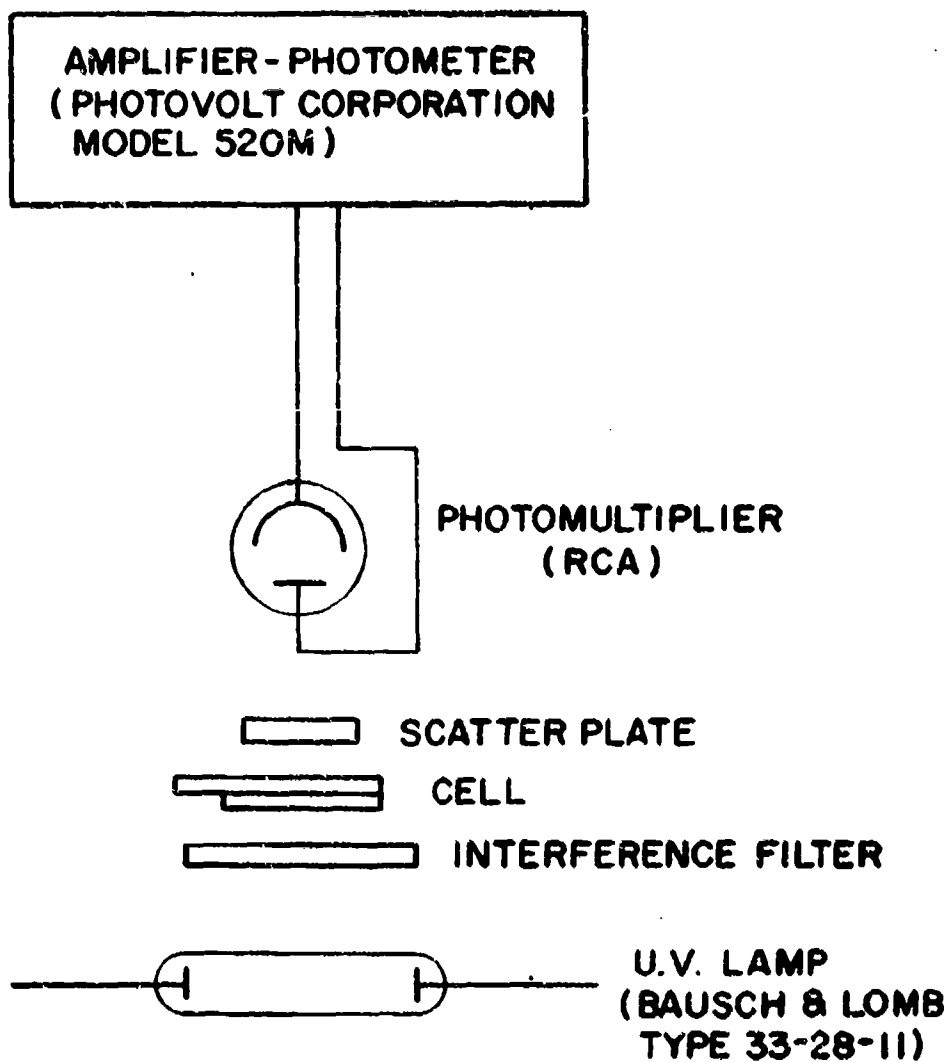 AMPLIFIER-PHOTOMETER
(PHOTOVOLT CORPORATION
MODEL 520M)
PHOTOMULTIPLIER
(RCA)
SCATTER PLATE
CELL
INTERFERENCE FILTER
U.V. LAMP
(BAUSCH & LOMB
TYPE 33-28-11)